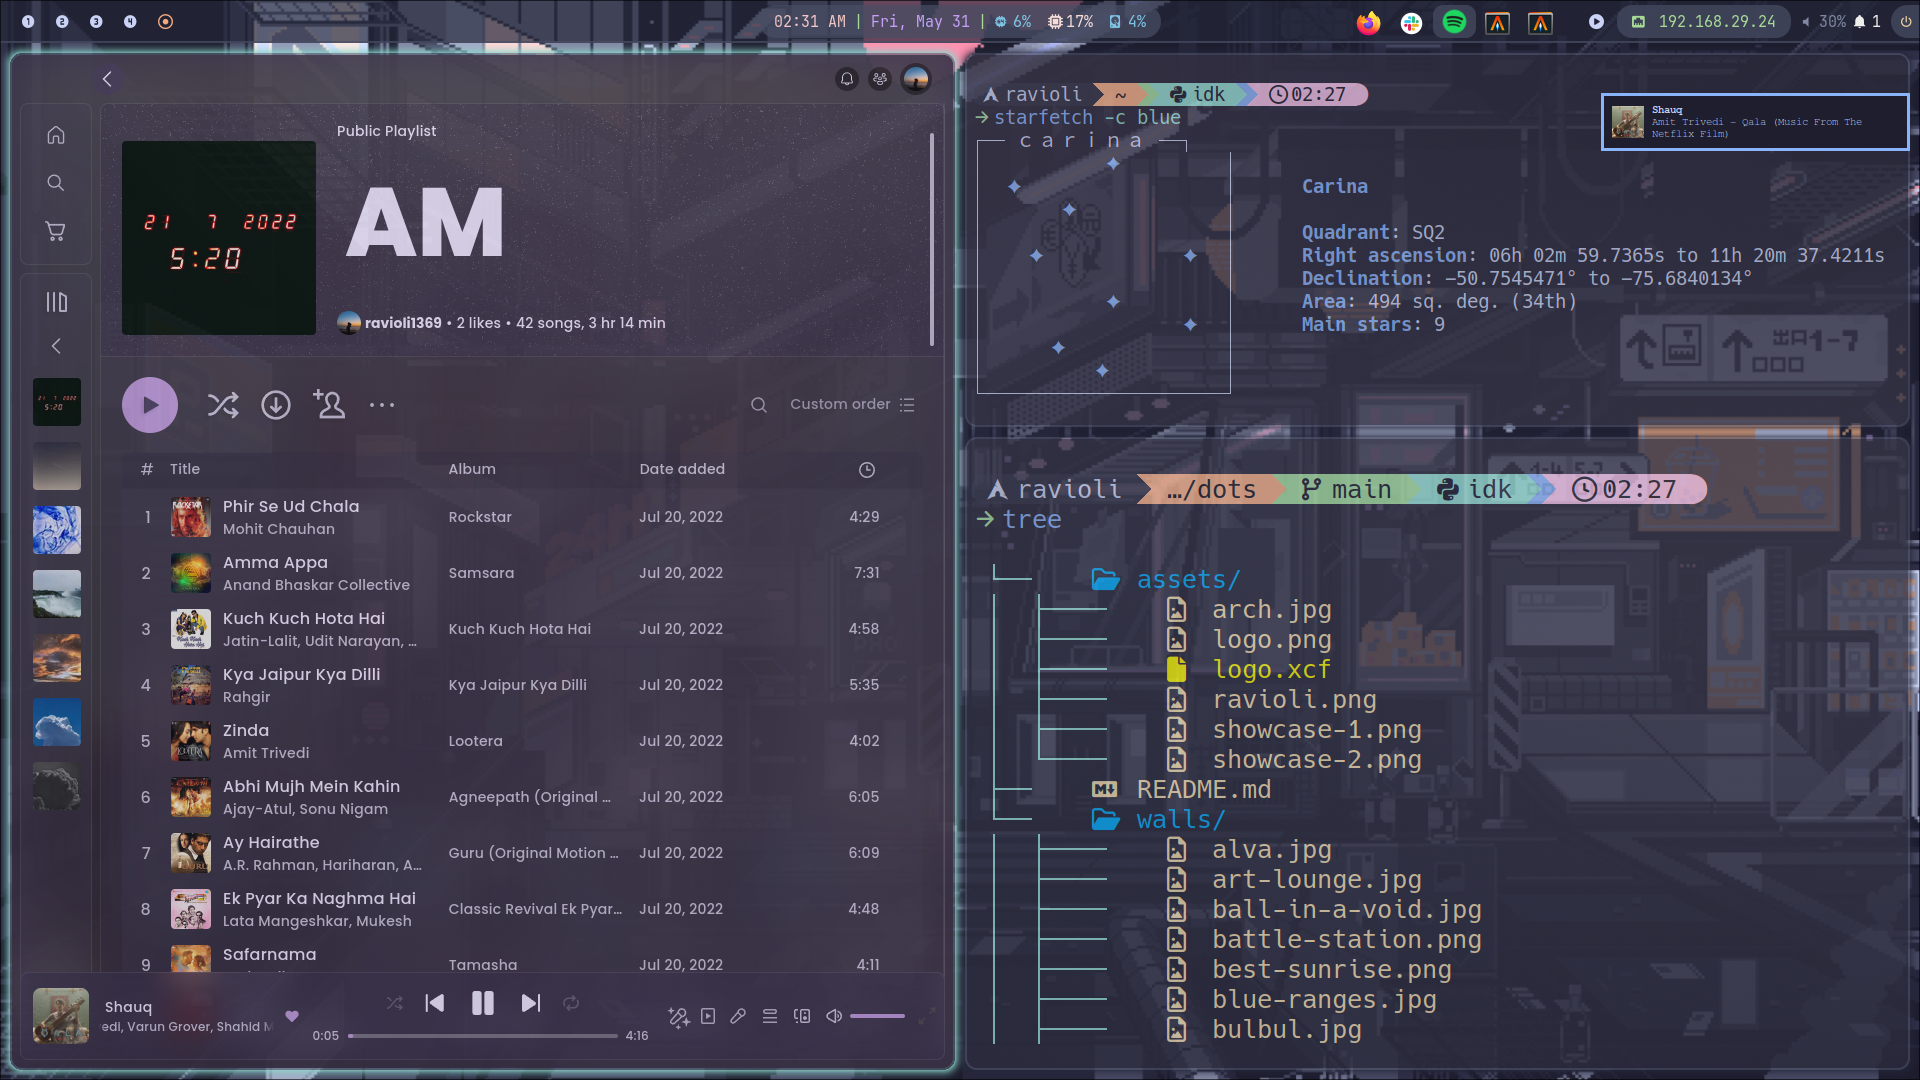 1 2 3 4
02:31 AM | Fri, May 31 | 6% 17% 4%
192.168.29.24 30% 1
Public Playlist
21 7 2022
5:20
AM
ravioli1369 • 2 likes • 42 songs, 3 hr 14 min
Custom order
# Title Album Date added
1 Phir Se Ud Chala Rockstar Jul 20, 2022 4:29
Mohit Chauhan
2 Amma Appa Samsara Jul 20, 2022 7:31
Anand Bhaskar Collective
3 Kuch Kuch Hota Hai Kuch Kuch Hota Hai Jul 20, 2022 4:58
Jatin-Lalit, Udit Narayan, ...
4 Kya Jaipur Kya Dilli Kya Jaipur Kya Dilli Jul 20, 2022 5:35
Rahgir
5 Zinda Lootera Jul 20, 2022 4:02
Amit Trivedi
6 Abhi Mujh Mein Kahin Agneepath (Original ... Jul 20, 2022 6:05
Ajay-Atul, Sonu Nigam
7 Ay Hairathe Guru (Original Motion ... Jul 20, 2022 6:09
A.R. Rahman, Hariharan, A...
8 Ek Pyar Ka Naghma Hai Classic Revival Ek Pyar... Jul 20, 2022 4:48
Lata Mangeshkar, Mukesh
9 Safarnama Tamasha Jul 20, 2022 4:11
Shauq
edi, Varun Grover, Shahid M
0:05 4:16
ravioli ~ idk 02:27
→ starfetch -c blue
carina
Carina
Quadrant: SQ2
Right ascension: 06h 02m 59.7365s to 11h 20m 37.4211s
Declination: −50.7545471° to −75.6840134°
Area: 494 sq. deg. (34th)
Main stars: 9
Shauq
Amit Trivedi - Qala (Music From The
Netflix Film)
出口1-7
ravioli …/dots main idk 02:27
→ tree
assets/
arch.jpg
logo.png
logo.xcf
ravioli.png
showcase-1.png
showcase-2.png
README.md
walls/
alva.jpg
art-lounge.jpg
ball-in-a-void.jpg
battle-station.png
best-sunrise.png
blue-ranges.jpg
bulbul.jpg